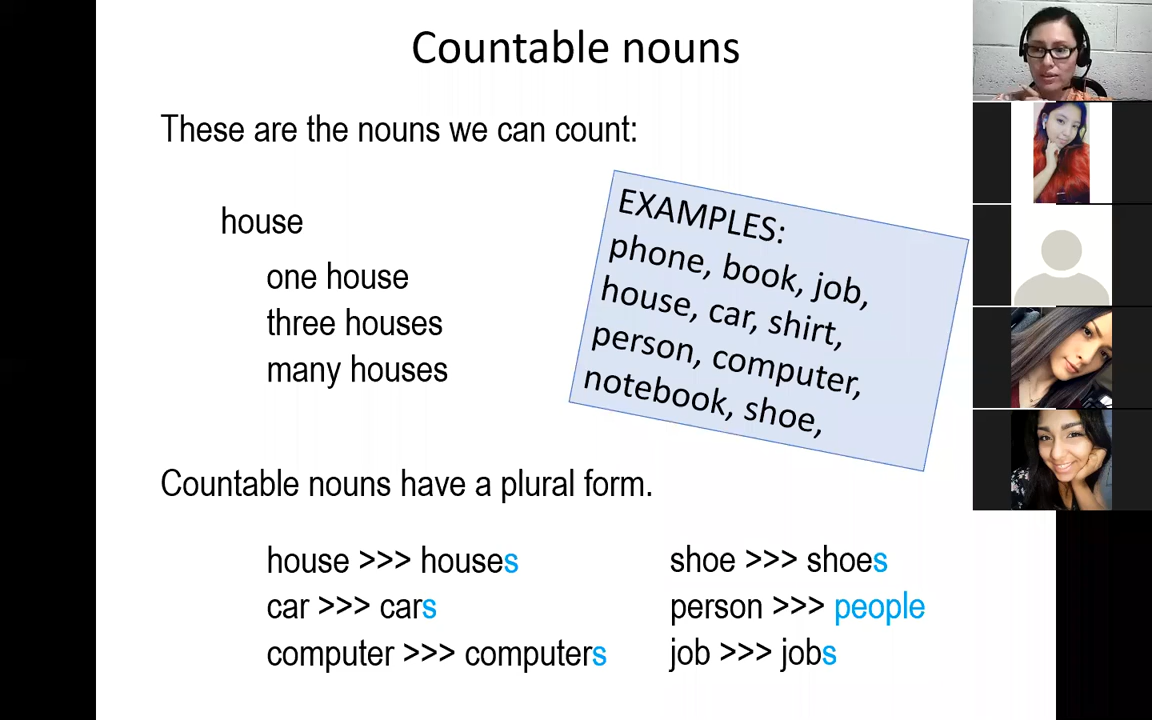 Countable nouns
These are the nouns we can count:
house
one house
three houses
many houses
EXAMPLES:
phone, book, job,
house, car, shirt,
person, computer,
notebook, shoe,
Countable nouns have a plural form.
house >>> houses
car >>> cars
computer >>> computers
shoe >>> shoes
person >>> people
job >>> jobs